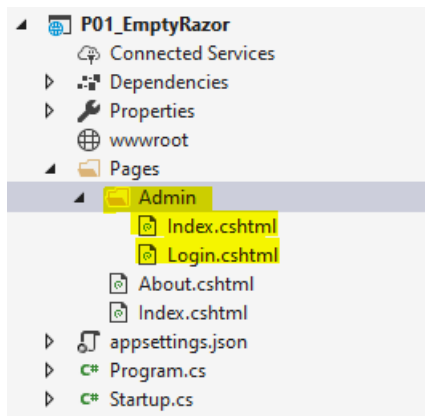 P01_EmptyRazor
Connected Services
Dependencies
Properties
wwwroot
Pages
Admin
Index.cshtml
Login.cshtml
About.cshtml
Index.cshtml
appsettings.json
C# Program.cs
C# Startup.cs